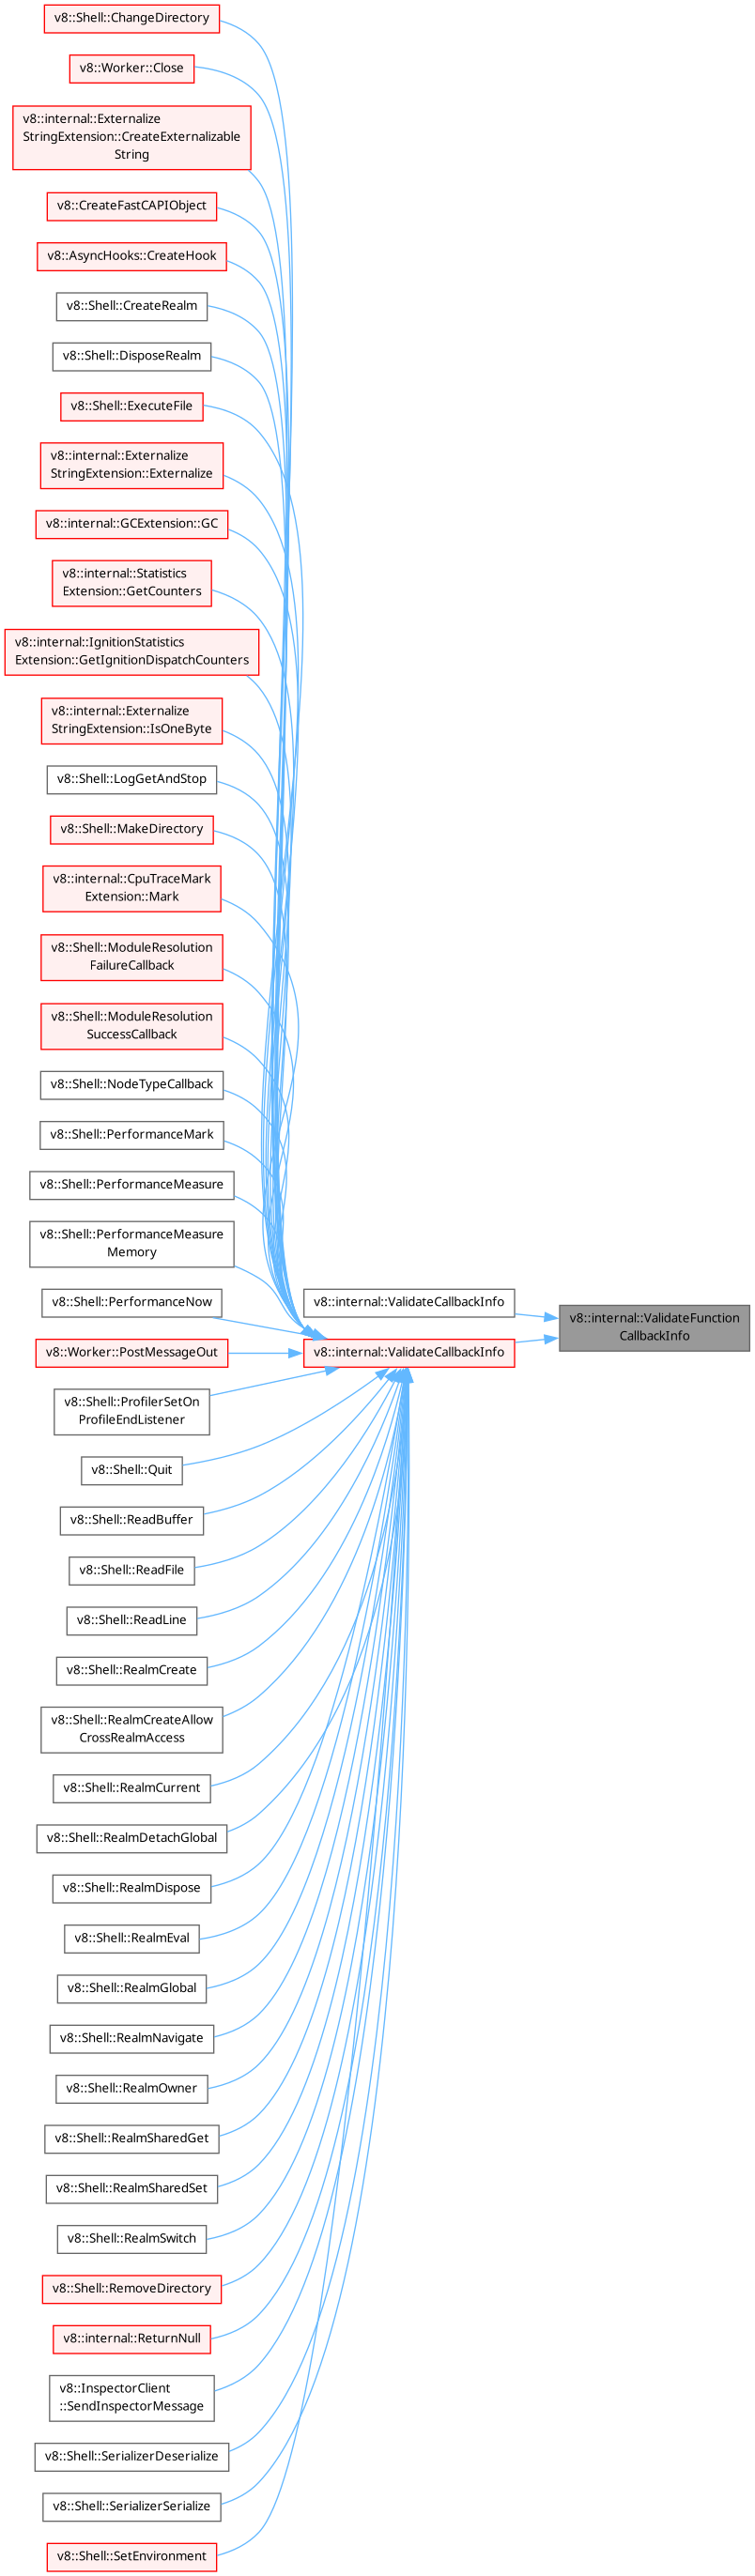 v8::Shell::ChangeDirectory
v8::Worker::Close
v8::internal::Externalize
StringExtension::CreateExternalizable
String
v8::CreateFastCAPIObject
v8::AsyncHooks::CreateHook
v8::Shell::CreateRealm
v8::Shell::DisposeRealm
v8::Shell::ExecuteFile
v8::internal::Externalize
StringExtension::Externalize
v8::internal::GCExtension::GC
v8::internal::Statistics
Extension::GetCounters
v8::internal::IgnitionStatistics
Extension::GetIgnitionDispatchCounters
v8::internal::Externalize
StringExtension::IsOneByte
v8::Shell::LogGetAndStop
v8::Shell::MakeDirectory
v8::internal::CpuTraceMark
Extension::Mark
v8::Shell::ModuleResolution
FailureCallback
v8::Shell::ModuleResolution
SuccessCallback
v8::Shell::NodeTypeCallback
v8::Shell::PerformanceMark
v8::Shell::PerformanceMeasure
v8::Shell::PerformanceMeasure
Memory
v8::Shell::PerformanceNow
v8::internal::ValidateCallbackInfo
v8::internal::ValidateFunction
CallbackInfo
v8::Worker::PostMessageOut
v8::internal::ValidateCallbackInfo
v8::Shell::ProfilerSetOn
ProfileEndListener
v8::Shell::Quit
v8::Shell::ReadBuffer
v8::Shell::ReadFile
v8::Shell::ReadLine
v8::Shell::RealmCreate
v8::Shell::RealmCreateAllow
CrossRealmAccess
v8::Shell::RealmCurrent
v8::Shell::RealmDetachGlobal
v8::Shell::RealmDispose
v8::Shell::RealmEval
v8::Shell::RealmGlobal
v8::Shell::RealmNavigate
v8::Shell::RealmOwner
v8::Shell::RealmSharedGet
v8::Shell::RealmSharedSet
v8::Shell::RealmSwitch
v8::Shell::RemoveDirectory
v8::internal::ReturnNull
v8::InspectorClient
::SendInspectorMessage
v8::Shell::SerializerDeserialize
v8::Shell::SerializerSerialize
v8::Shell::SetEnvironment